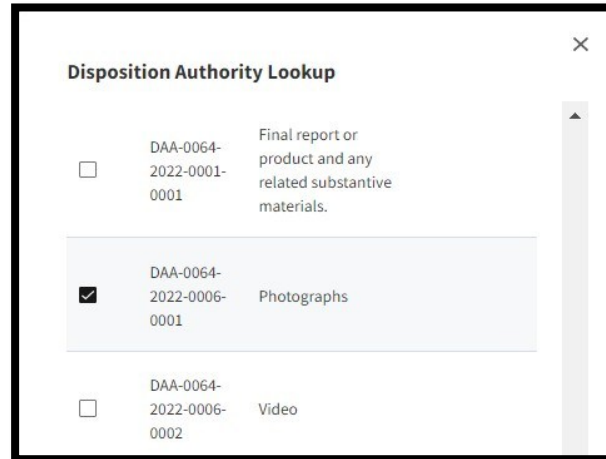 Disposition Authority Lookup
DAA-0064-
2022-0001-
0001
Final report or
product and any
related substantive
materials.
DAA-0064-
2022-0006-
0001
Photographs
DAA-0064-
2022-0006-
0002
Video